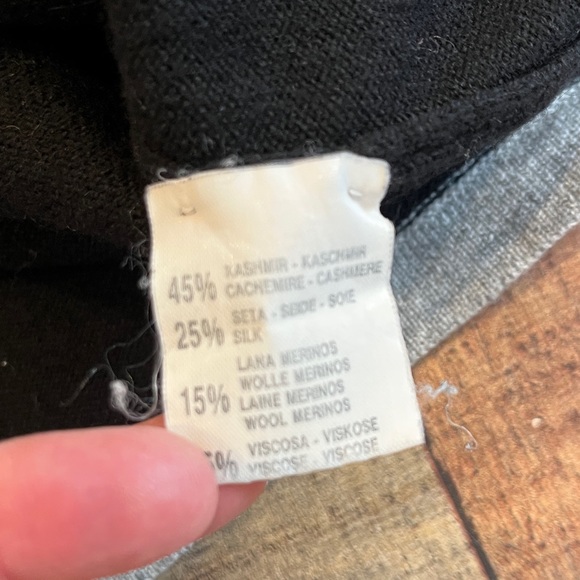 45% KASHMIR - KASCHMIR
CACHEMIRE - CASHMERE
25% SETA - SEIDE - SOIE
SILK
LANA MERINOS
WOLLE MERINOS
15% LAINE MERINOS
WOOL MERINOS
5% VISCOSA - VISKOSE
VISCOSE - VISCOSE